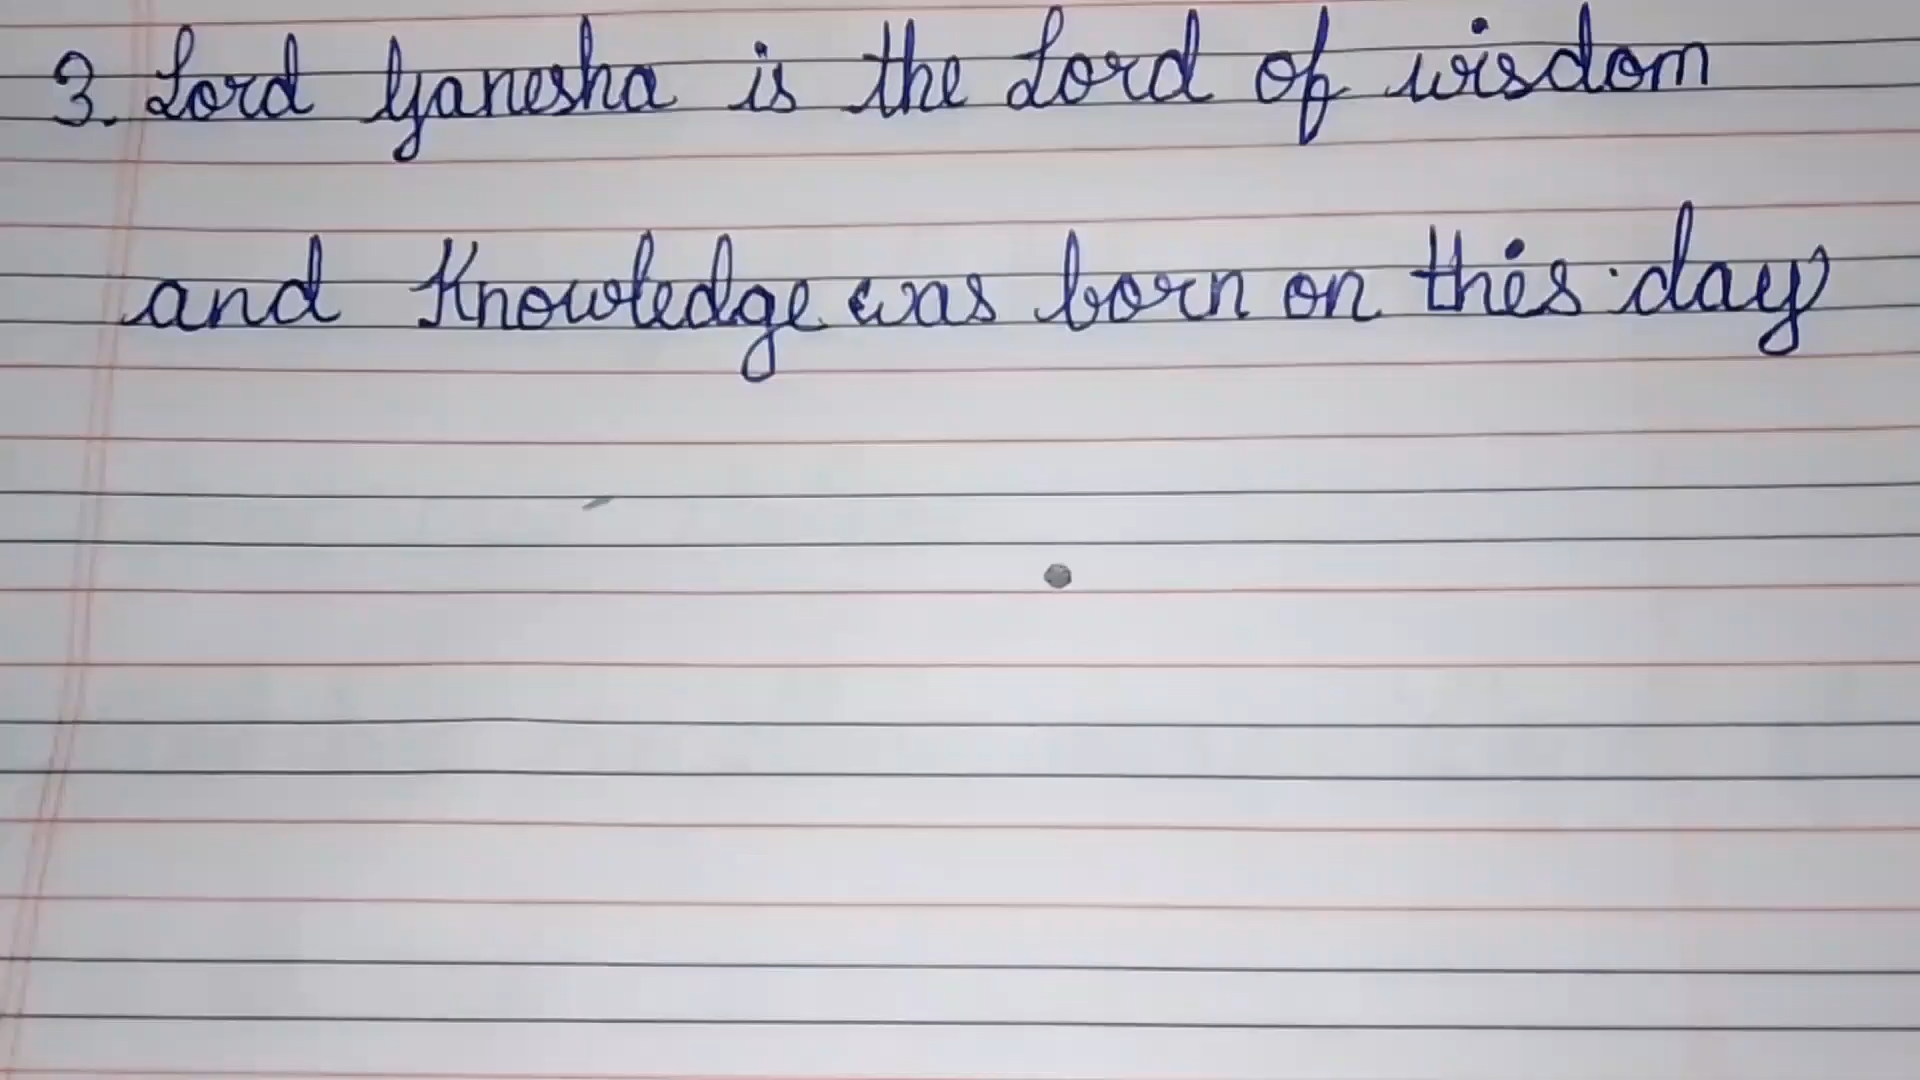 3. Lord Ganesha is the Lord of wisdom
and Knowledge was born on this day